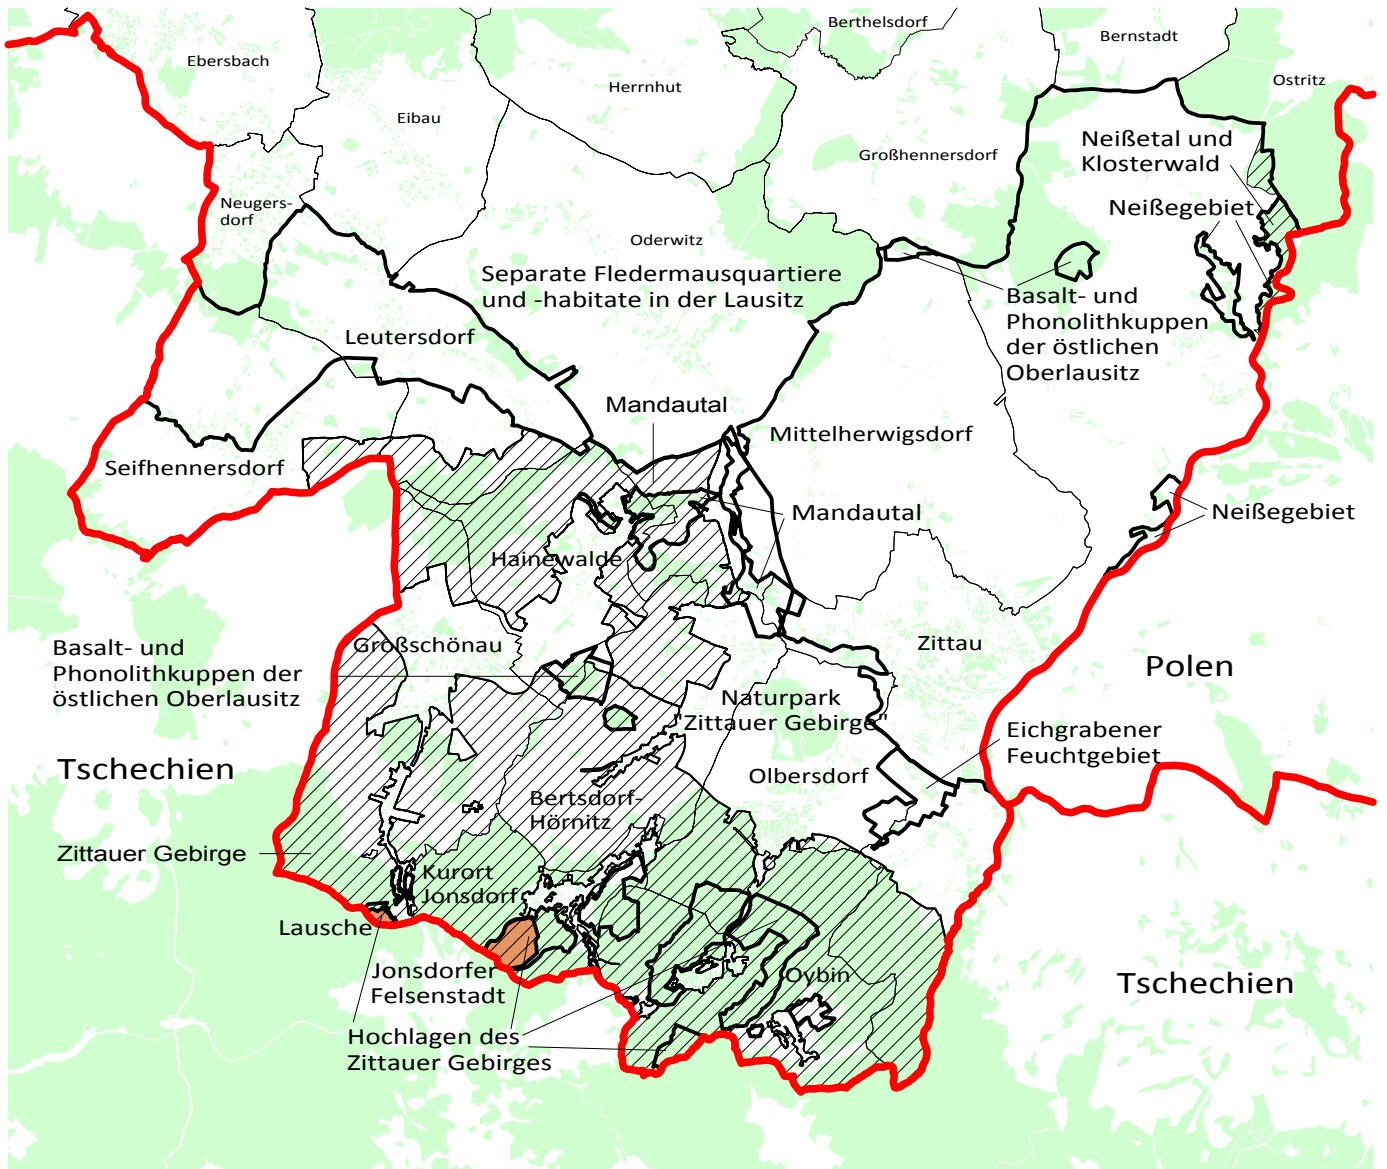 Berthelsdorf
Bernstadt
Ebersbach
Ostritz
Herrnhut
Eibau
Neißetal und
Klosterwald
Großhennersdorf
Neugers-
dorf
Neißegebiet
Oderwitz
Separate Fledermausquartiere
und -habitate in der Lausitz
Basalt- und
Phonolithkuppen
der östlichen
Oberlausitz
Leutersdorf
Mandautal
Mittelherwigsdorf
Seifhennersdorf
Mandautal
Neißegebiet
Hainewalde
Großschönau
Zittau
Basalt- und
Phonolithkuppen der
östlichen Oberlausitz
Polen
Naturpark
"Zittauer Gebirge"
Eichgrabener
Feuchtgebiet
Tschechien
Olbersdorf
Bertsdorf-
Hörnitz
Zittauer Gebirge
Kurort
Jonsdorf
Lausche
Jonsdorfer
Felsenstadt
Oybin
Tschechien
Hochlagen des
Zittauer Gebirges